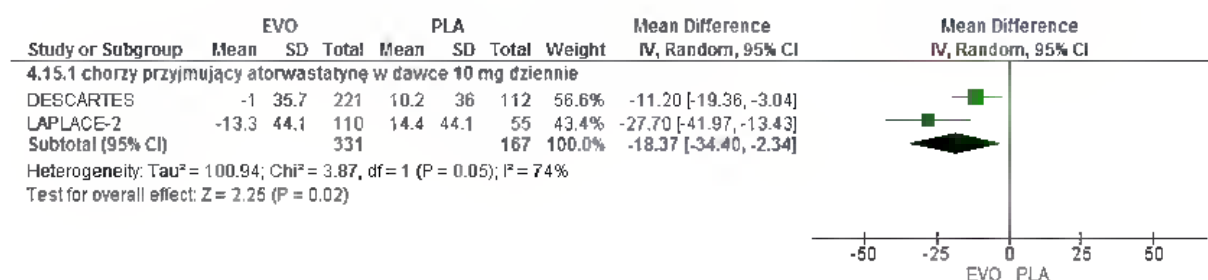 EVO PLA Mean Difference Mean Difference
Study or Subgroup Mean SD Total Mean SD Total Weight IV, Random, 95% CI IV, Random, 95% CI
4.15.1 chorzy przyjmujący atorwastatynę w dawce 10 mg dziennie
DESCARTES -1 35.7 221 10.2 36 112 56.6% -11.20 [-19.36, -3.04]
LAPLACE-2 -13.3 44.1 110 14.4 44.1 55 43.4% -27.70 [-41.97, -13.43]
Subtotal (95% CI) 331 167 100.0% -18.37 [-34.40, -2.34]
Heterogeneity: Tau² = 100.94; Chi² = 3.87, df = 1 (P = 0.05); I² = 74%
Test for overall effect: Z = 2.25 (P = 0.02)
-50 -25 0 25 50
EVO PLA